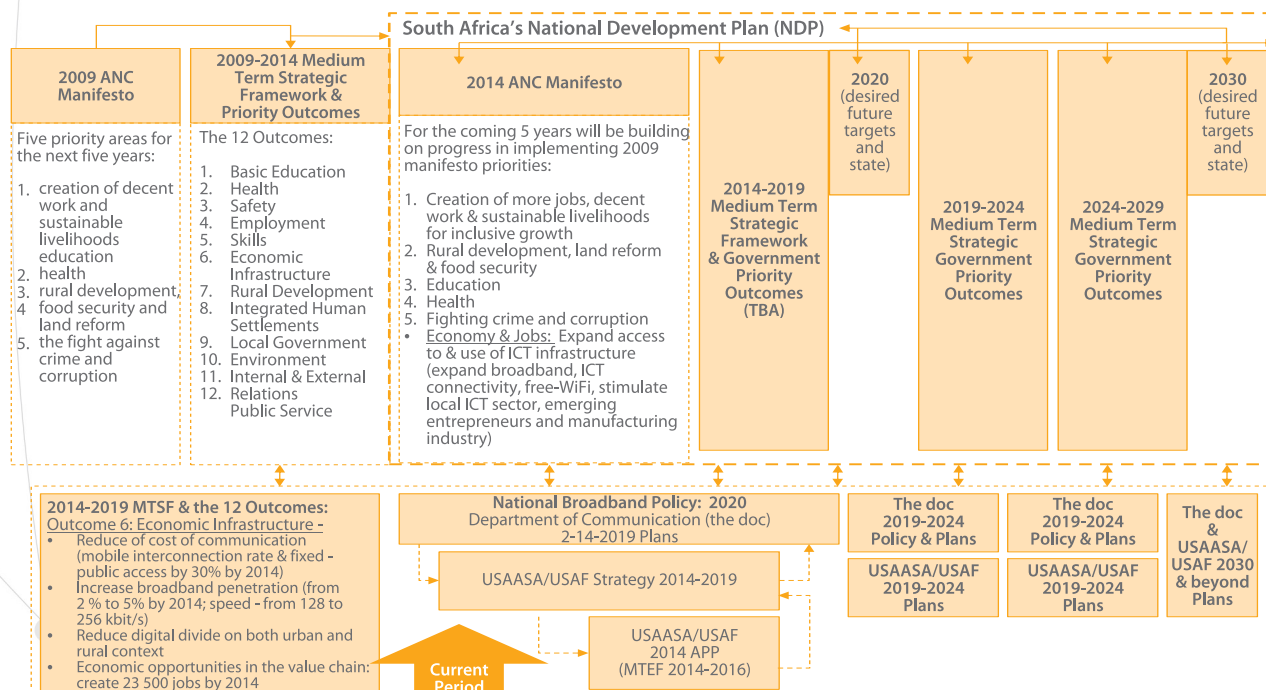 South Africa's National Development Plan (NDP)
2009 ANC
Manifesto
Five priority areas for
the next five years:
1. creation of decent
work and
sustainable
livelihoods
education
2. health
3. rural development,
4 food security and
land reform
5. the fight against
crime and
corruption
2009-2014 Medium
Term Strategic
Framework &
Priority Outcomes
The 12 Outcomes:
1. Basic Education
2. Health
3. Safety
4. Employment
5. Skills
6. Economic
Infrastructure
7. Rural Development
8. Integrated Human
Settlements
9. Local Government
10. Environment
11. Internal & External
12. Relations
Public Service
2014 ANC Manifesto
For the coming 5 years will be building
on progress in implementing 2009
manifesto priorities:
1. Creation of more jobs, decent
work & sustainable livelihoods
for inclusive growth
2. Rural development, land reform
& food security
3. Education
4. Health
5. Fighting crime and corruption
• Economy & Jobs: Expand access
to & use of ICT infrastructure
(expand broadband, ICT
connectivity, free-WiFi, stimulate
local ICT sector, emerging
entrepreneurs and manufacturing
industry)
2014-2019
Medium Term
Strategic
Framework
& Government
Priority
Outcomes
(TBA)
2020
(desired
future
targets
and
state)
2019-2024
Medium Term
Strategic
Government
Priority
Outcomes
2024-2029
Medium Term
Strategic
Government
Priority
Outcomes
2030
(desired
future
targets
and
state)
2014-2019 MTSF & the 12 Outcomes:
Outcome 6: Economic Infrastructure -
• Reduce of cost of communication
(mobile interconnection rate & fixed -
public access by 30% by 2014)
• Increase broadband penetration (from
2 % to 5% by 2014; speed - from 128 to
256 kbit/s)
• Reduce digital divide on both urban and
rural context
• Economic opportunities in the value chain:
create 23 500 jobs by 2014
National Broadband Policy: 2020
Department of Communication (the doc)
2-14-2019 Plans
USAASA/USAF Strategy 2014-2019
USAASA/USAF
2014 APP
(MTEF 2014-2016)
Current
Period
The doc
2019-2024
Policy & Plans
USAASA/USAF
2019-2024
Plans
The doc
2019-2024
Policy & Plans
USAASA/USAF
2019-2024
Plans
The doc
&
USAASA/
USAF 2030
& beyond
Plans